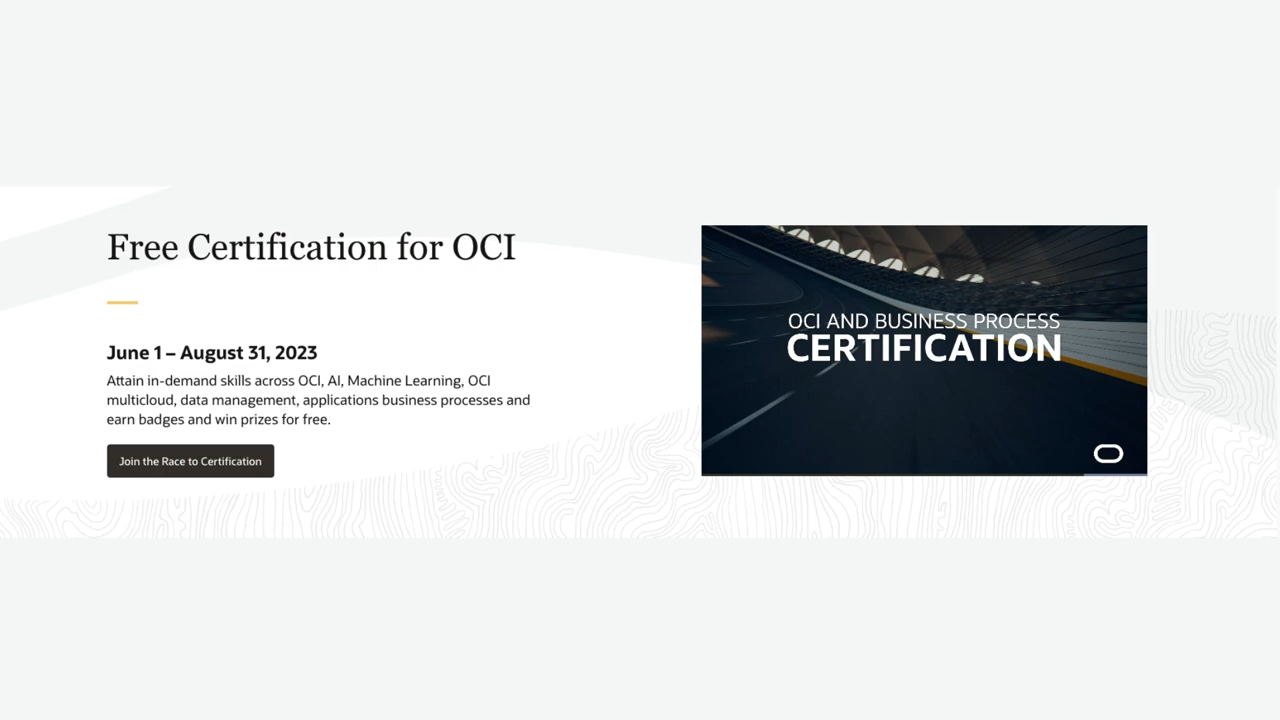 Free Certification for OCI
June 1 – August 31, 2023
Attain in-demand skills across OCI, AI, Machine Learning, OCI
multicloud, data management, applications business processes and
earn badges and win prizes for free.
Join the Race to Certification
OCI AND BUSINESS PROCESS
CERTIFICATION